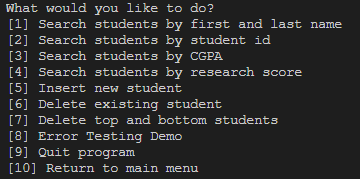 What would you like to do?
[1] Search students by first and last name
[2] Search students by student id
[3] Search students by CGPA
[4] Search students by research score
[5] Insert new student
[6] Delete existing student
[7] Delete top and bottom students
[8] Error Testing Demo
[9] Quit program
[10] Return to main menu